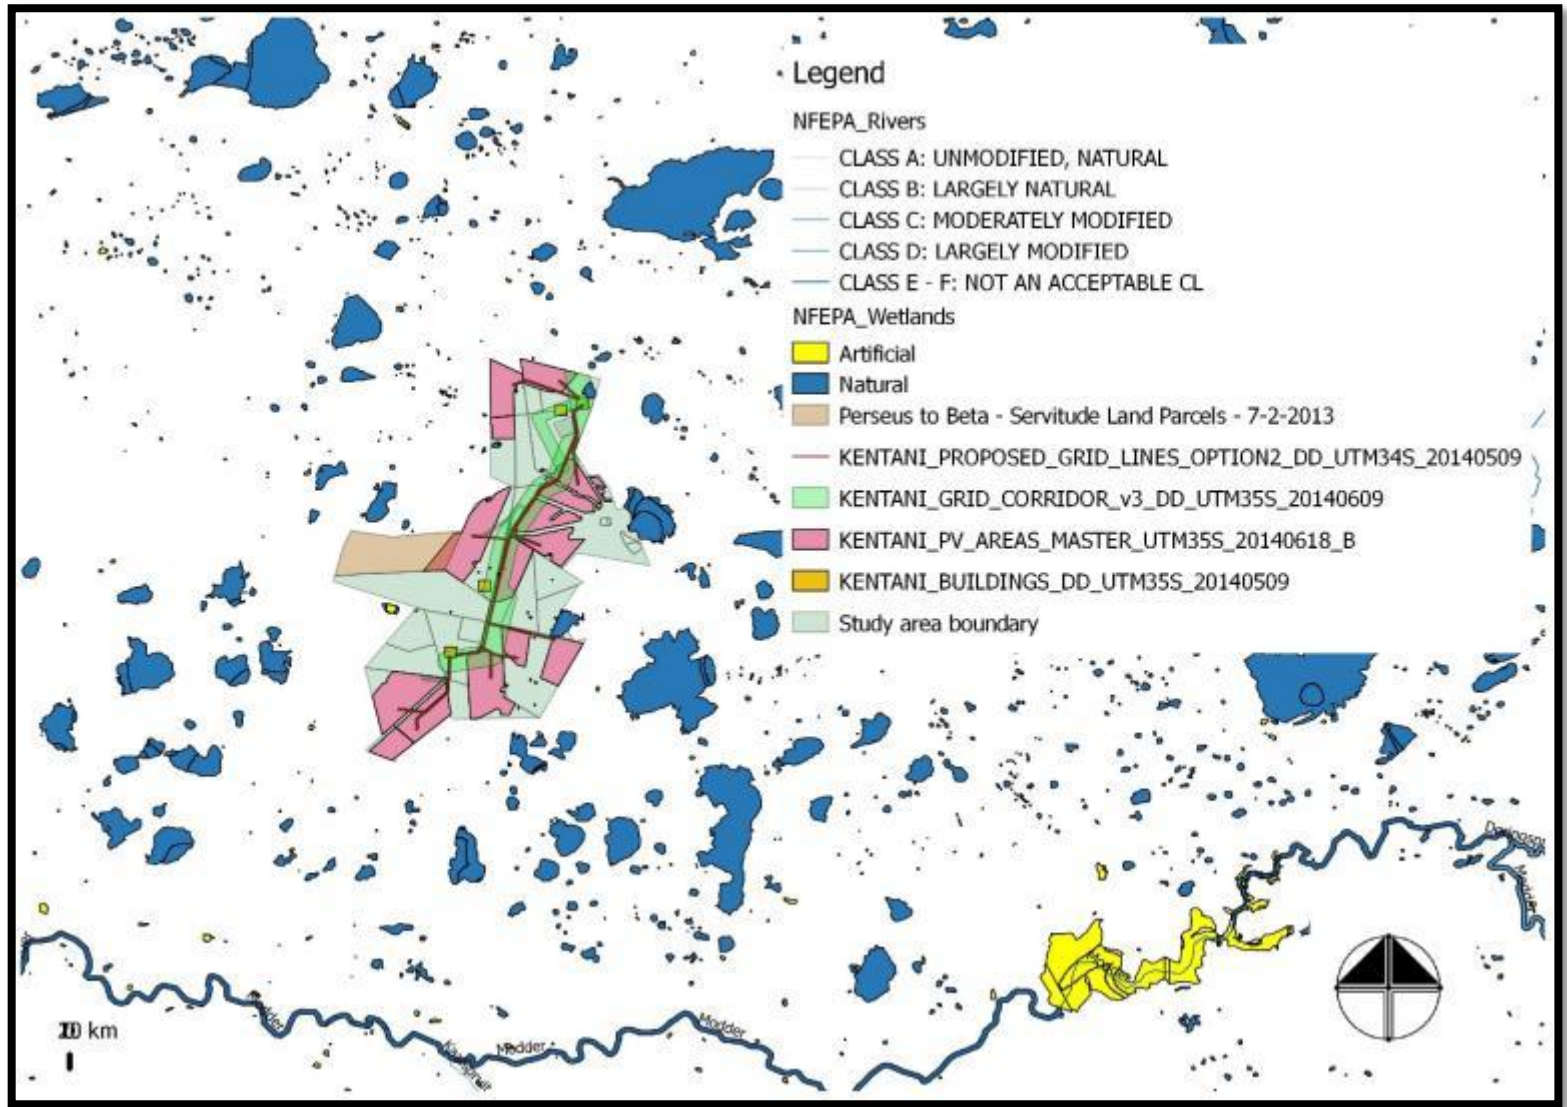 Legend
NFEPA_Rivers
CLASS A: UNMODIFIED, NATURAL
CLASS B: LARGELY NATURAL
CLASS C: MODERATELY MODIFIED
CLASS D: LARGELY MODIFIED
CLASS E - F: NOT AN ACCEPTABLE CL
NFEPA_Wetlands
Artificial
Natural
Perseus to Beta - Servitude Land Parcels - 7-2-2013
KENTANI_PROPOSED_GRID_LINES_OPTION2_DD_UTM34S_20140509
KENTANI_GRID_CORRIDOR_v3_DD_UTM35S_20140609
KENTANI_PV_AREAS_MASTER_UTM35S_20140618_B
KENTANI_BUILDINGS_DD_UTM35S_20140509
Study area boundary
Modder
Modder
Modder
Modder
km